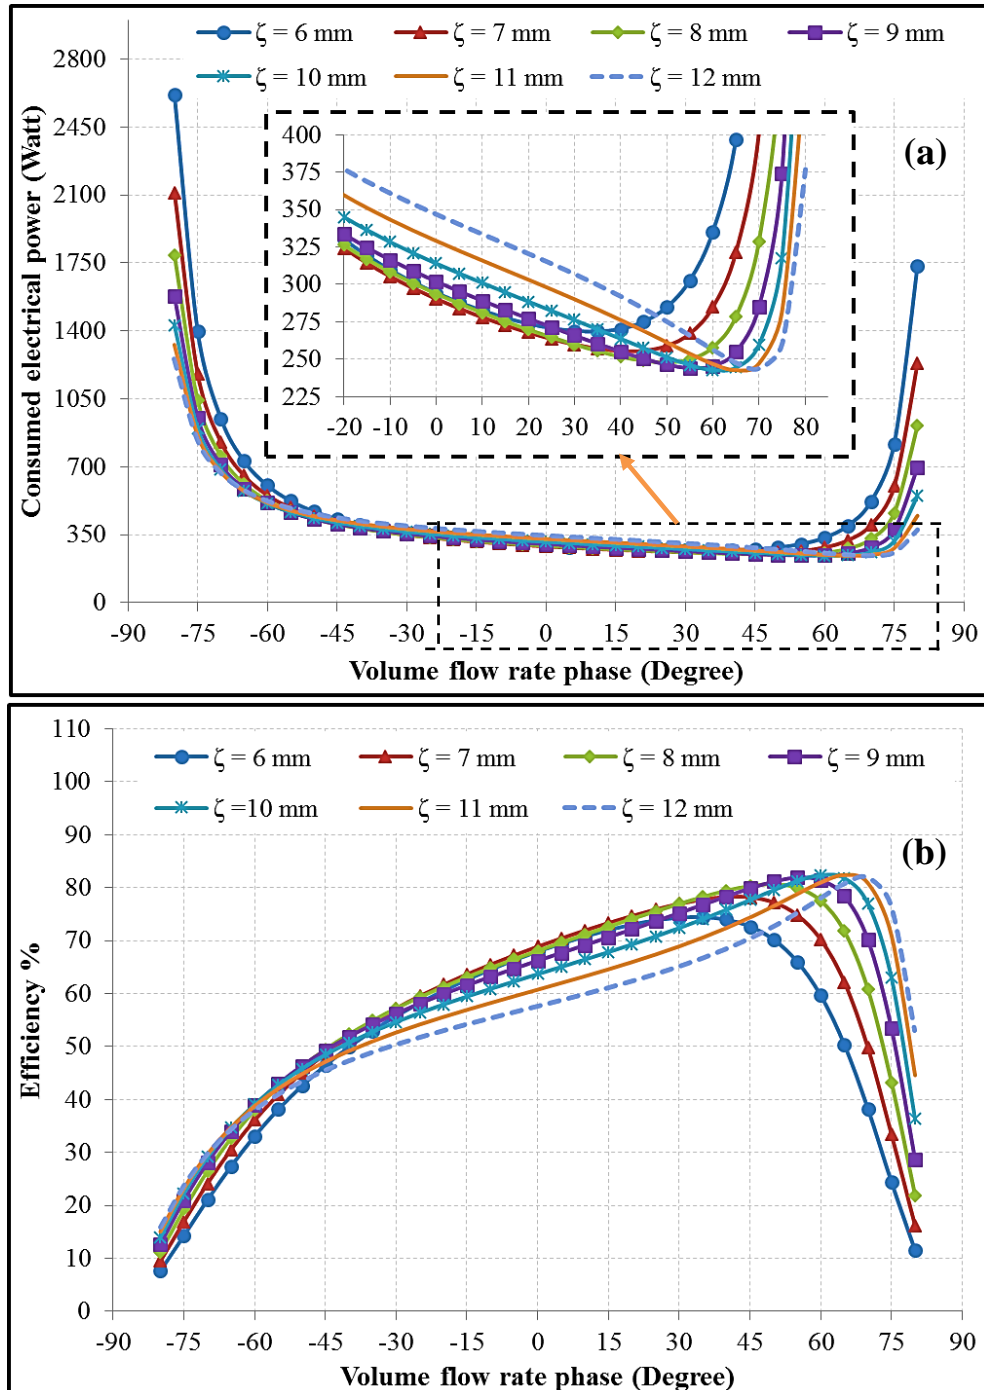 ζ = 6 mm ζ = 7 mm ζ = 8 mm ζ = 9 mm
ζ = 10 mm ζ = 11 mm ζ = 12 mm
(a)
Consumed electrical power (Watt)
2800
2450
2100
1750
1400
1050
700
350
0
400
375
350
325
300
275
250
225
-20 -10 0 10 20 30 40 50 60 70 80
-90 -75 -60 -45 -30 -15 0 15 30 45 60 75 90
Volume flow rate phase (Degree)
ζ = 6 mm ζ = 7 mm ζ = 8 mm ζ = 9 mm
ζ =10 mm ζ = 11 mm ζ = 12 mm
(b)
Efficiency %
110
100
90
80
70
60
50
40
30
20
10
0
-90 -75 -60 -45 -30 -15 0 15 30 45 60 75 90
Volume flow rate phase (Degree)